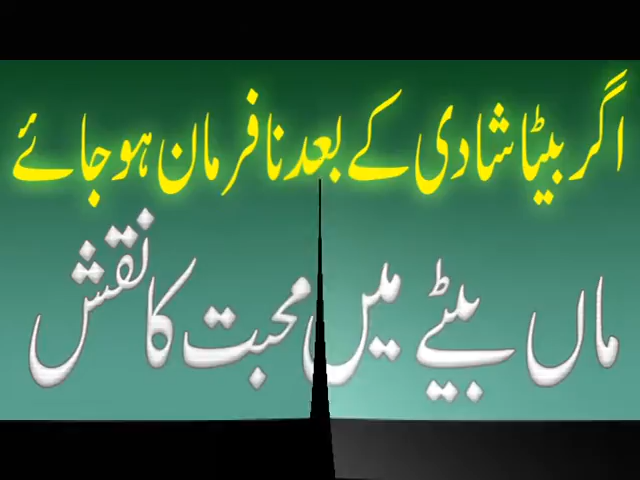 اگر بیٹا شادی کے بعد نافرمان ہو جائے
ماں بیٹے میں محبت کا نقش